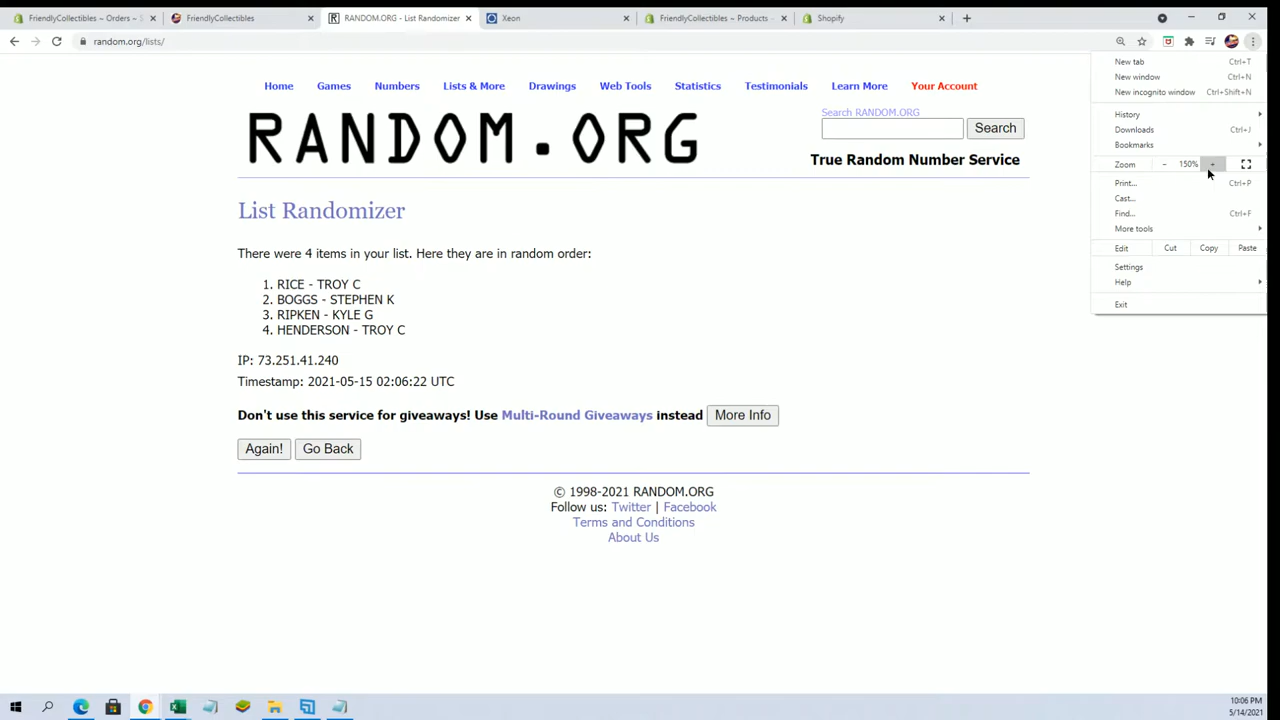 FriendlyCollectibles ~ Orders ~ S
FriendlyCollectibles
RANDOM.ORG - List Randomizer
Xeon
FriendlyCollectibles ~ Products ~
Shopify
random.org/lists/
New tab Ctrl+T
New window Ctrl+N
New incognito window Ctrl+Shift+N
History
Downloads Ctrl+J
Bookmarks
Zoom - 150% +
Print... Ctrl+P
Cast...
Find... Ctrl+F
More tools
Edit Cut Copy Paste
Settings
Help
Exit
Home Games Numbers Lists & More Drawings Web Tools Statistics Testimonials Learn More Your Account
RANDOM.ORG
Search RANDOM.ORG
Search
True Random Number Service
List Randomizer
There were 4 items in your list. Here they are in random order:
1. RICE - TROY C
2. BOGGS - STEPHEN K
3. RIPKEN - KYLE G
4. HENDERSON - TROY C
IP: 73.251.41.240
Timestamp: 2021-05-15 02:06:22 UTC
Don't use this service for giveaways! Use Multi-Round Giveaways instead More Info
Again! Go Back
© 1998-2021 RANDOM.ORG
Follow us: Twitter | Facebook
Terms and Conditions
About Us
10:06 PM
5/14/2021